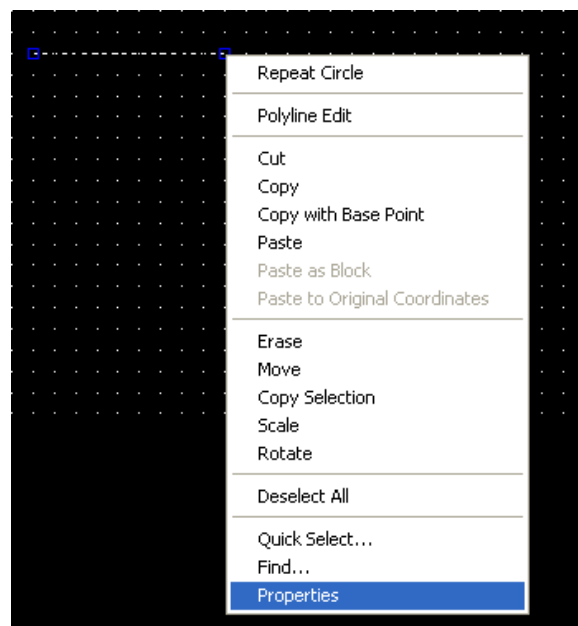 Repeat Circle
Polyline Edit
Cut
Copy
Copy with Base Point
Paste
Paste as Block
Paste to Original Coordinates
Erase
Move
Copy Selection
Scale
Rotate
Deselect All
Quick Select...
Find...
Properties